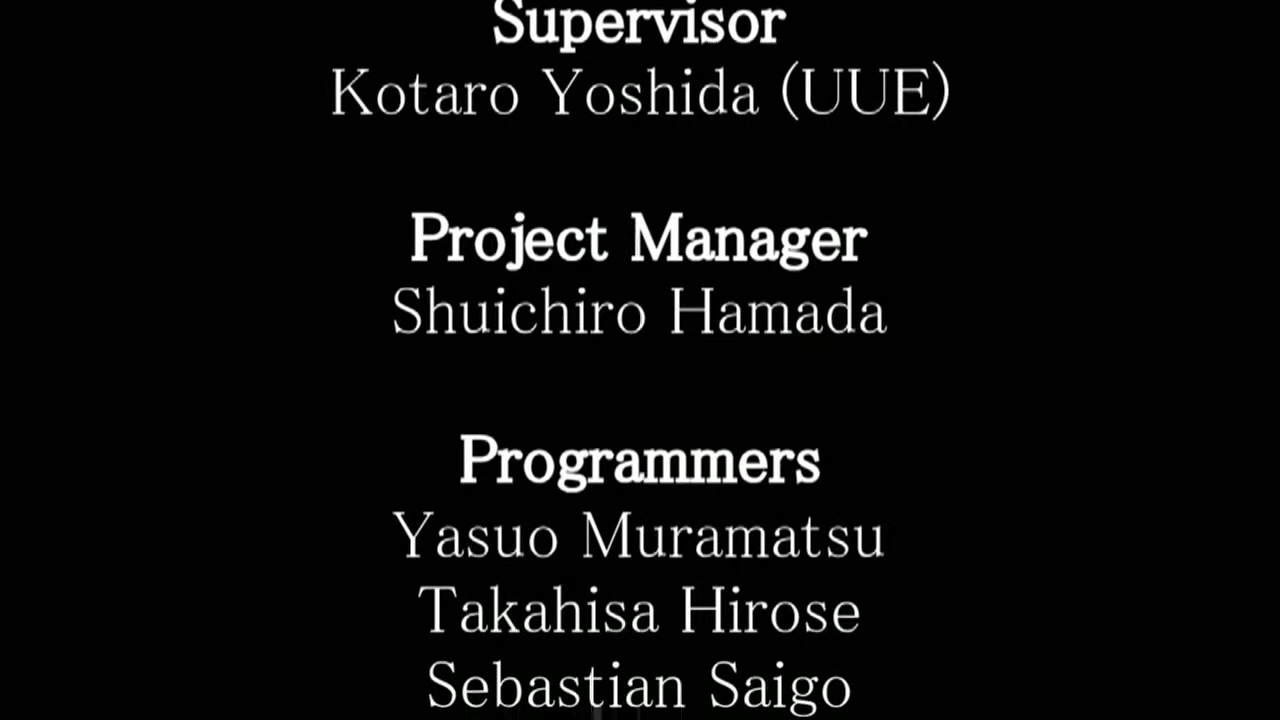 Supervisor
Kotaro Yoshida (UUE)
Project Manager
Shuichiro Hamada
Programmers
Yasuo Muramatsu
Takahisa Hirose
Sebastian Saigo